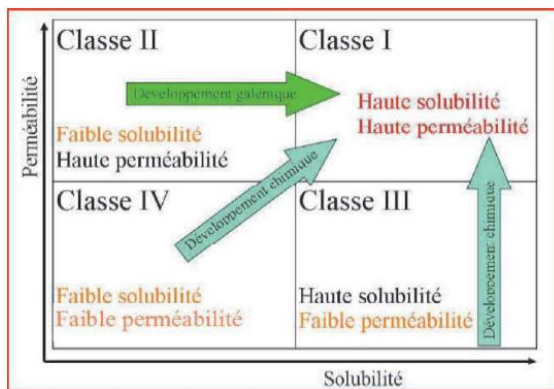 Classe II
Classe I
Développement galénique
Haute solubilité
Haute perméabilité
Faible solubilité
Haute perméabilité
Perméabilité
Classe IV
Classe III
Développement chimique
Développement chimique
Faible solubilité
Faible perméabilité
Haute solubilité
Faible perméabilité
Solubilité